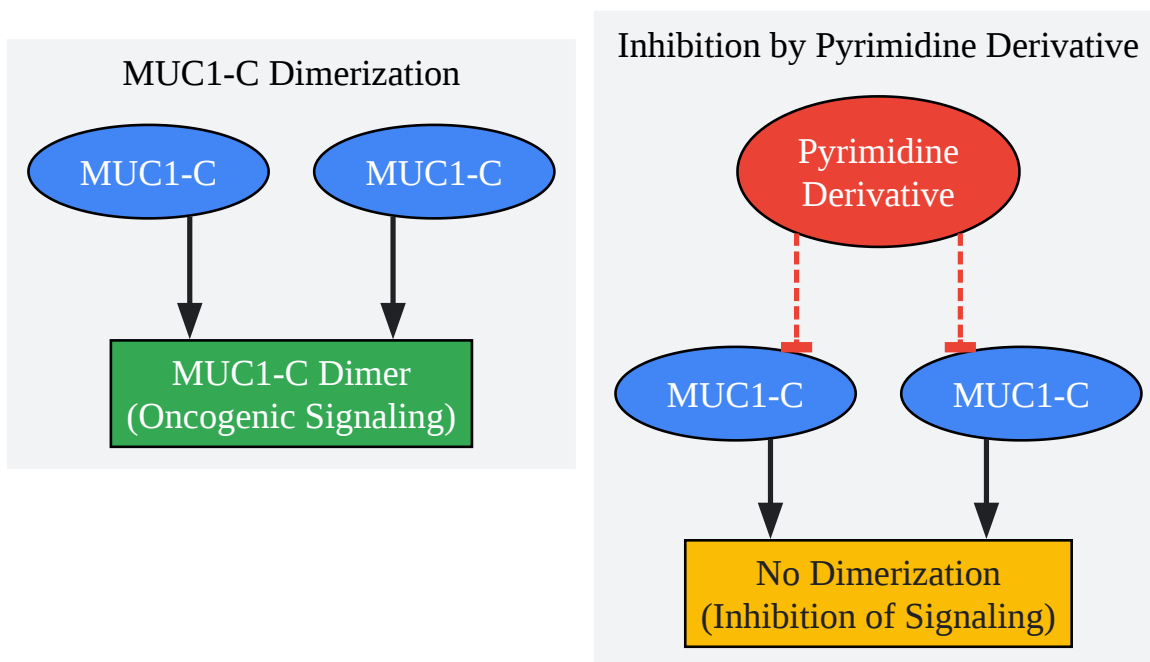 MUC1-C Dimerization
MUC1-C
MUC1-C
MUC1-C Dimer
(Oncogenic Signaling)
Inhibition by Pyrimidine Derivative
Pyrimidine
Derivative
MUC1-C
MUC1-C
No Dimerization
(Inhibition of Signaling)